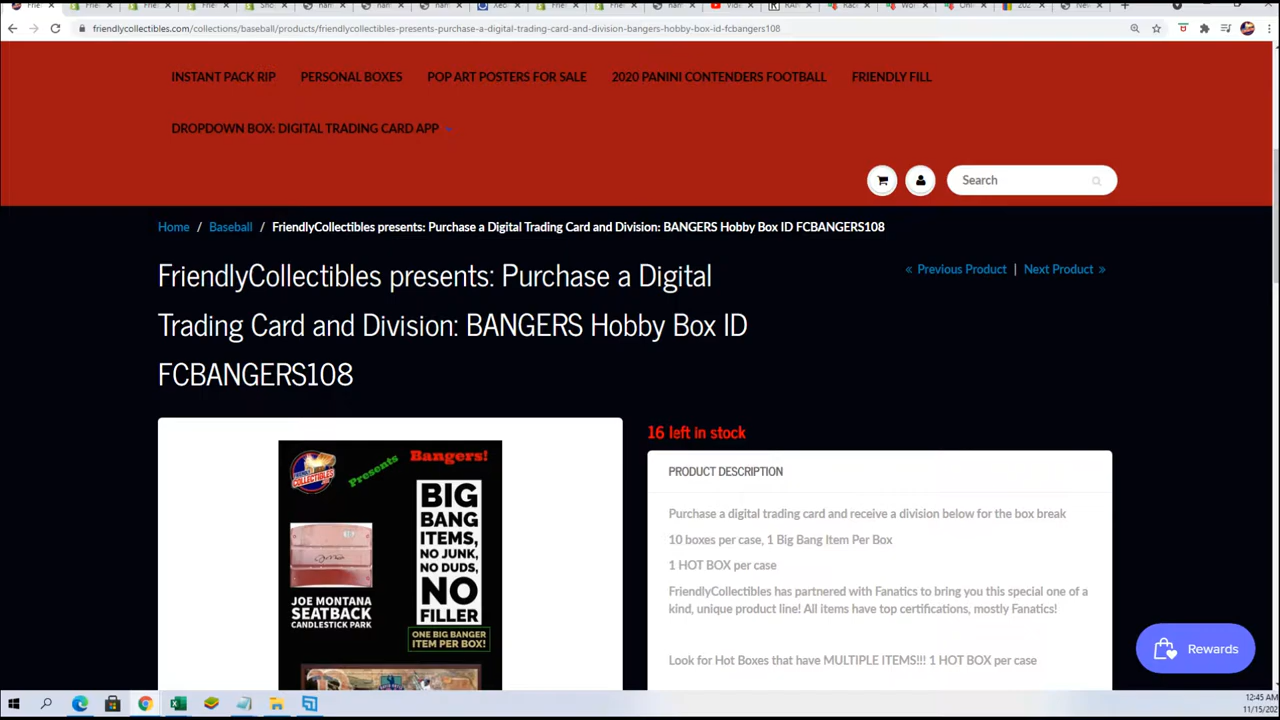 friendlycollectibles.com/collections/baseball/products/friendlycollectibles-presents-purchase-a-digital-trading-card-and-division-bangers-hobby-box-id-fcbangers108
INSTANT PACK RIP PERSONAL BOXES POP ART POSTERS FOR SALE 2020 PANINI CONTENDERS FOOTBALL FRIENDLY FILL
DROPDOWN BOX: DIGITAL TRADING CARD APP
Search
Home / Baseball / FriendlyCollectibles presents: Purchase a Digital Trading Card and Division: BANGERS Hobby Box ID FCBANGERS108
« Previous Product | Next Product »
FriendlyCollectibles presents: Purchase a Digital
Trading Card and Division: BANGERS Hobby Box ID
FCBANGERS108
Presents
Bangers!
BIG
BANG
ITEMS,
NO JUNK,
NO DUDS,
NO
FILLER
JOE MONTANA
SEATBACK
CANDLESTICK PARK
ONE BIG BANGER
ITEM PER BOX!
16 left in stock
PRODUCT DESCRIPTION
Purchase a digital trading card and receive a division below for the box break
10 boxes per case, 1 Big Bang Item Per Box
1 HOT BOX per case
FriendlyCollectibles has partnered with Fanatics to bring you this special one of a
kind, unique product line! All items have top certifications, mostly Fanatics!
Look for Hot Boxes that have MULTIPLE ITEMS!!! 1 HOT BOX per case
Rewards
12:45 AM